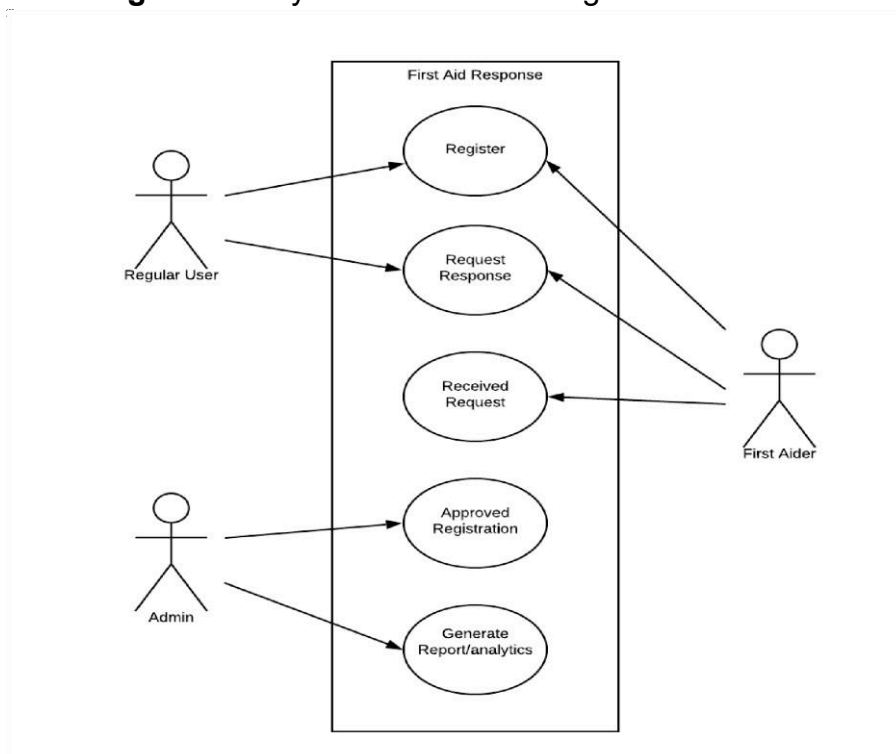 First Aid Response
Register
Request
Response
Regular User
Received
Request
First Aider
Approved
Registration
Admin
Generate
Report/analytics